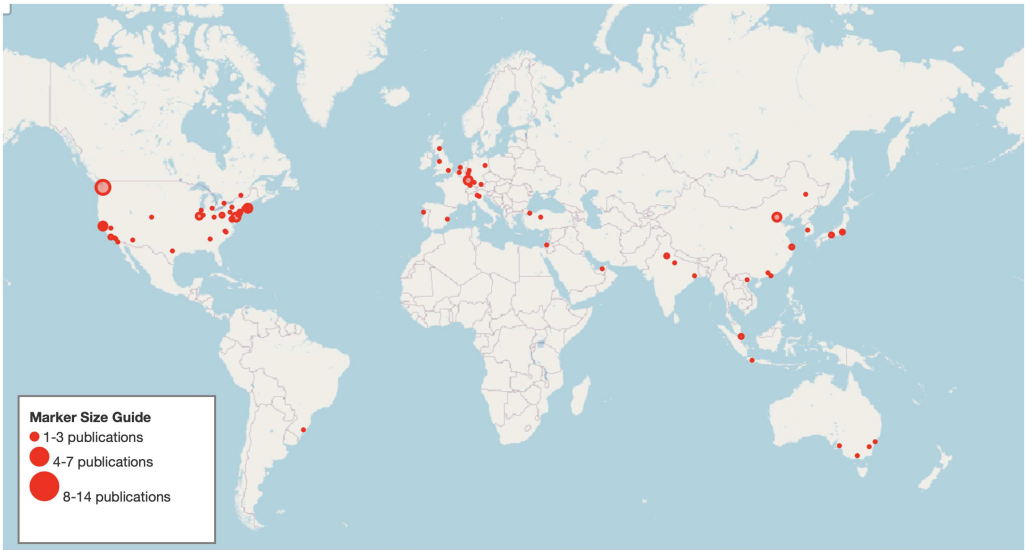 Marker Size Guide
1-3 publications
4-7 publications
8-14 publications